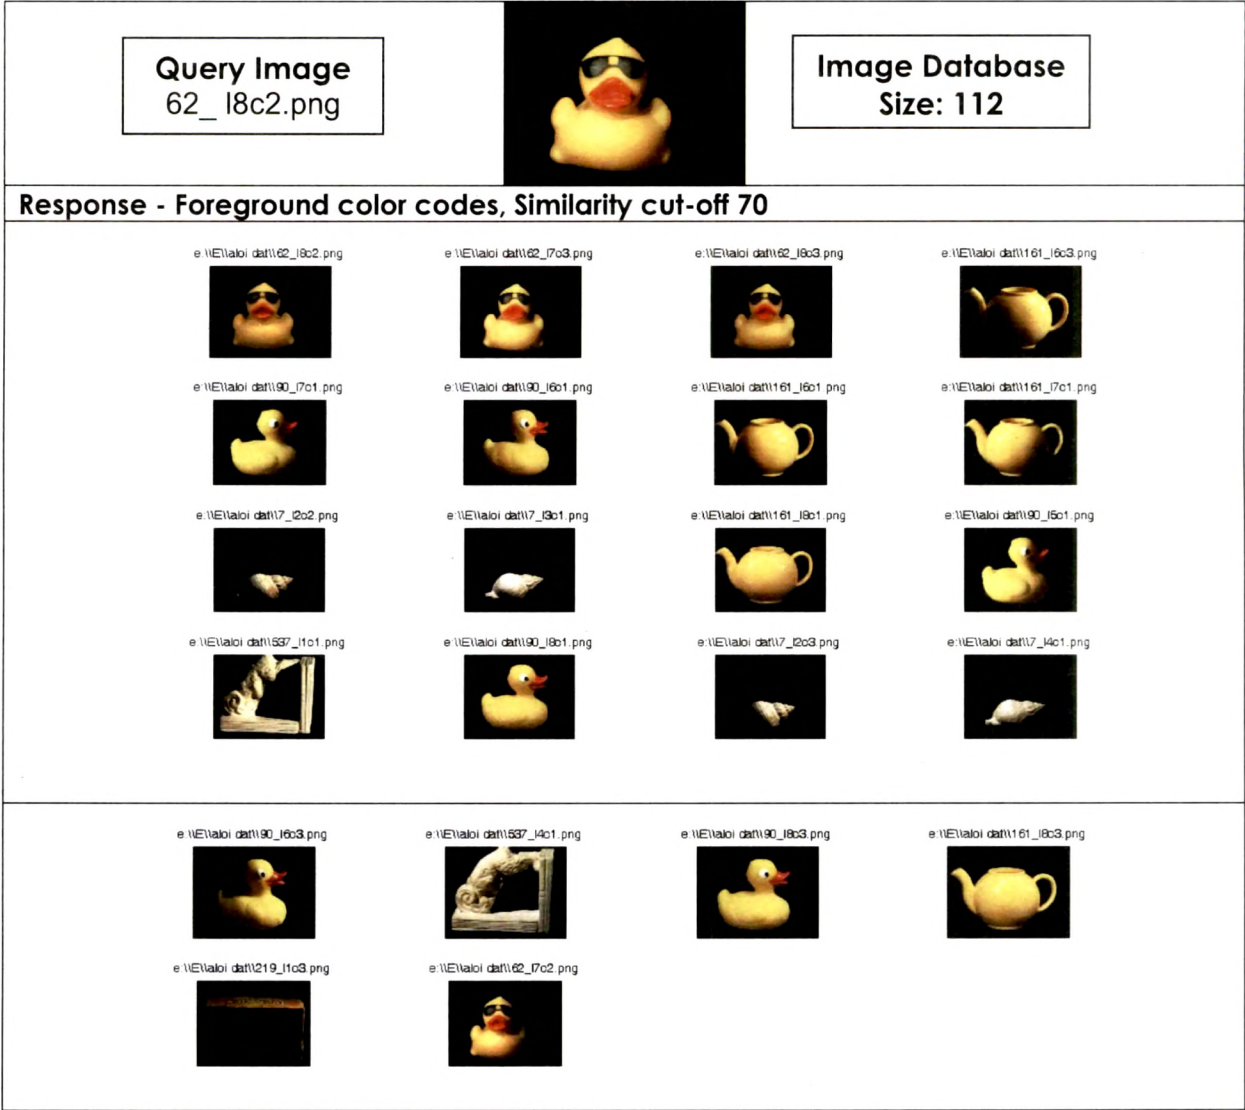 Query Image
62_ I8c2.png
Image Database
Size: 112
Response - Foreground color codes, Similarity cut-off 70
e:\\E\\aloi dat\\62_l8c2.png e:\\E\\aloi dat\\62_l7c3.png e:\\E\\aloi dat\\62_l8c3.png e:\\E\\aloi dat\\161_l6c3.png
e:\\E\\aloi dat\\90_l7c1.png e:\\E\\aloi dat\\90_l6c1.png e:\\E\\aloi dat\\161_l6c1.png e:\\E\\aloi dat\\161_l7c1.png
e:\\E\\aloi dat\\7_l2c2.png e:\\E\\aloi dat\\7_l3c1.png e:\\E\\aloi dat\\161_l8c1.png e:\\E\\aloi dat\\90_l5c1.png
e:\\E\\aloi dat\\537_l1c1.png e:\\E\\aloi dat\\90_l8c1.png e:\\E\\aloi dat\\7_l2c3.png e:\\E\\aloi dat\\7_l4c1.png
e:\\E\\aloi dat\\90_l6c3.png e:\\E\\aloi dat\\537_l4c1.png e:\\E\\aloi dat\\90_l8c3.png e:\\E\\aloi dat\\161_l8c3.png
e:\\E\\aloi dat\\219_l1c3.png e:\\E\\aloi dat\\62_l7c2.png